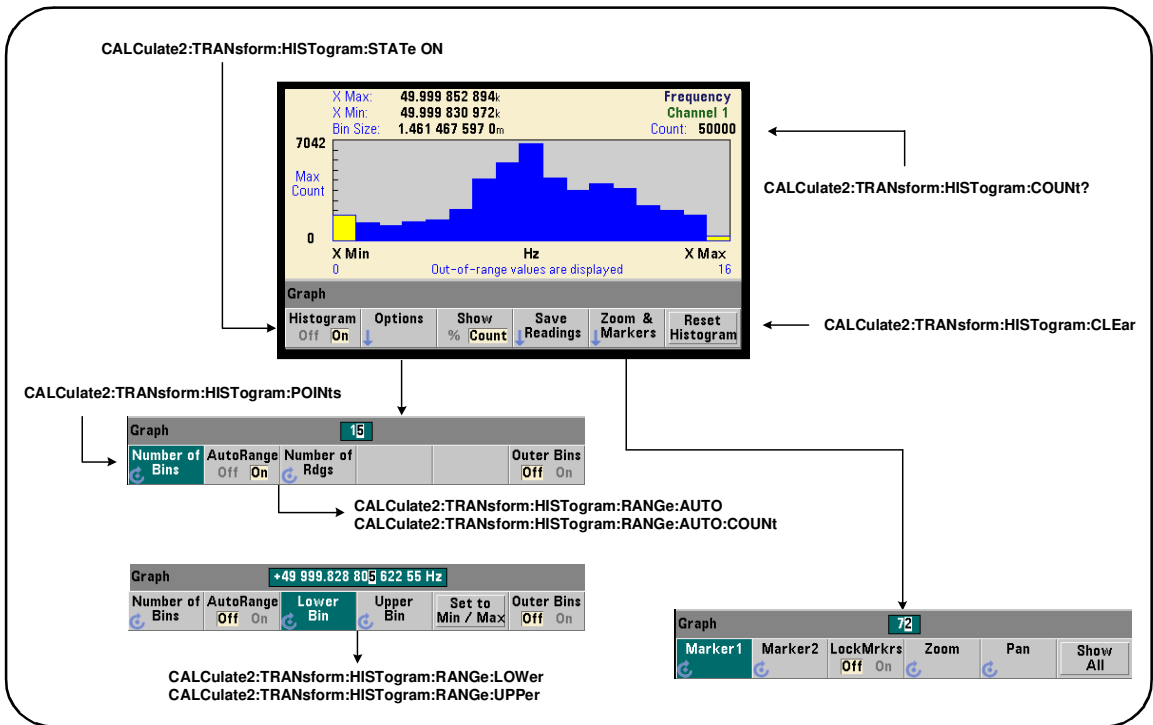 CALCulate2:TRANsform:HISTogram:STATe ON
X Max: 49.999 852 894k Frequency
X Min: 49.999 830 972k Channel 1
Bin Size: 1.461 467 597 0m Count: 50000
7042
Max
Count
0
X Min Hz X Max
0 Out-of-range values are displayed 16
Graph
Histogram Options Show Save Zoom & Reset
Off On % Count Readings Markers Histogram
CALCulate2:TRANsform:HISTogram:COUNt?
CALCulate2:TRANsform:HISTogram:CLEar
CALCulate2:TRANsform:HISTogram:POINts
Graph 15
Number of AutoRange Number of Outer Bins
Bins Off On Rdgs Off On
CALCulate2:TRANsform:HISTogram:RANGe:AUTO
CALCulate2:TRANsform:HISTogram:RANGe:AUTO:COUNt
Graph +49 999.828 805 622 55 Hz
Number of AutoRange Lower Upper Set to Outer Bins
Bins Off On Bin Bin Min / Max Off On
CALCulate2:TRANsform:HISTogram:RANGe:LOWer
CALCulate2:TRANsform:HISTogram:RANGe:UPPer
Graph 72
Marker1 Marker2 LockMrkrs Zoom Pan Show
Off On All